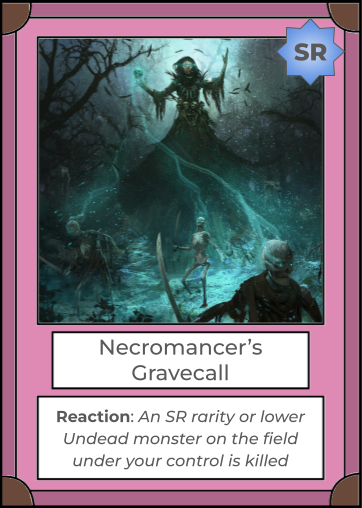 SR
Necromancer’s
Gravecall
Reaction: An SR rarity or lower
Undead monster on the field
under your control is killed